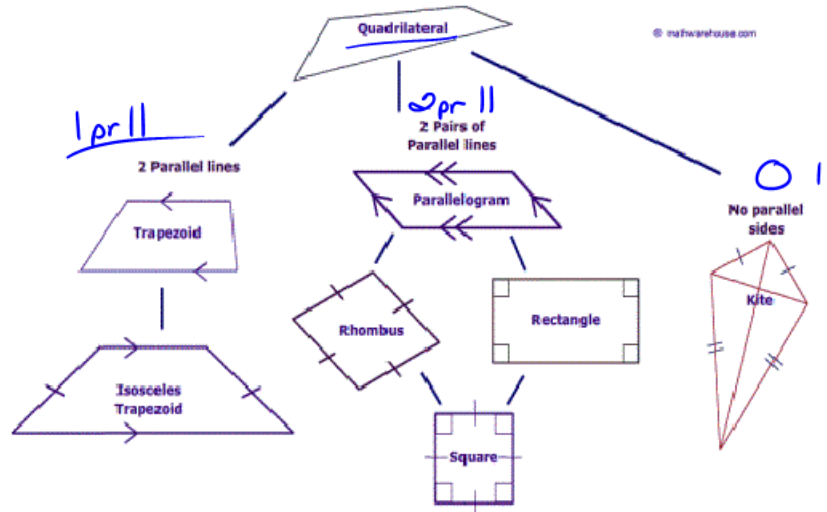 Quadrilateral
© mathwarehouse.com
1 pr ||
2 pr ||
2 Pairs of
Parallel lines
2 Parallel lines
0 |
No parallel
sides
Trapezoid
Parallelogram
Kite
Rhombus
Rectangle
Isosceles
Trapezoid
Square